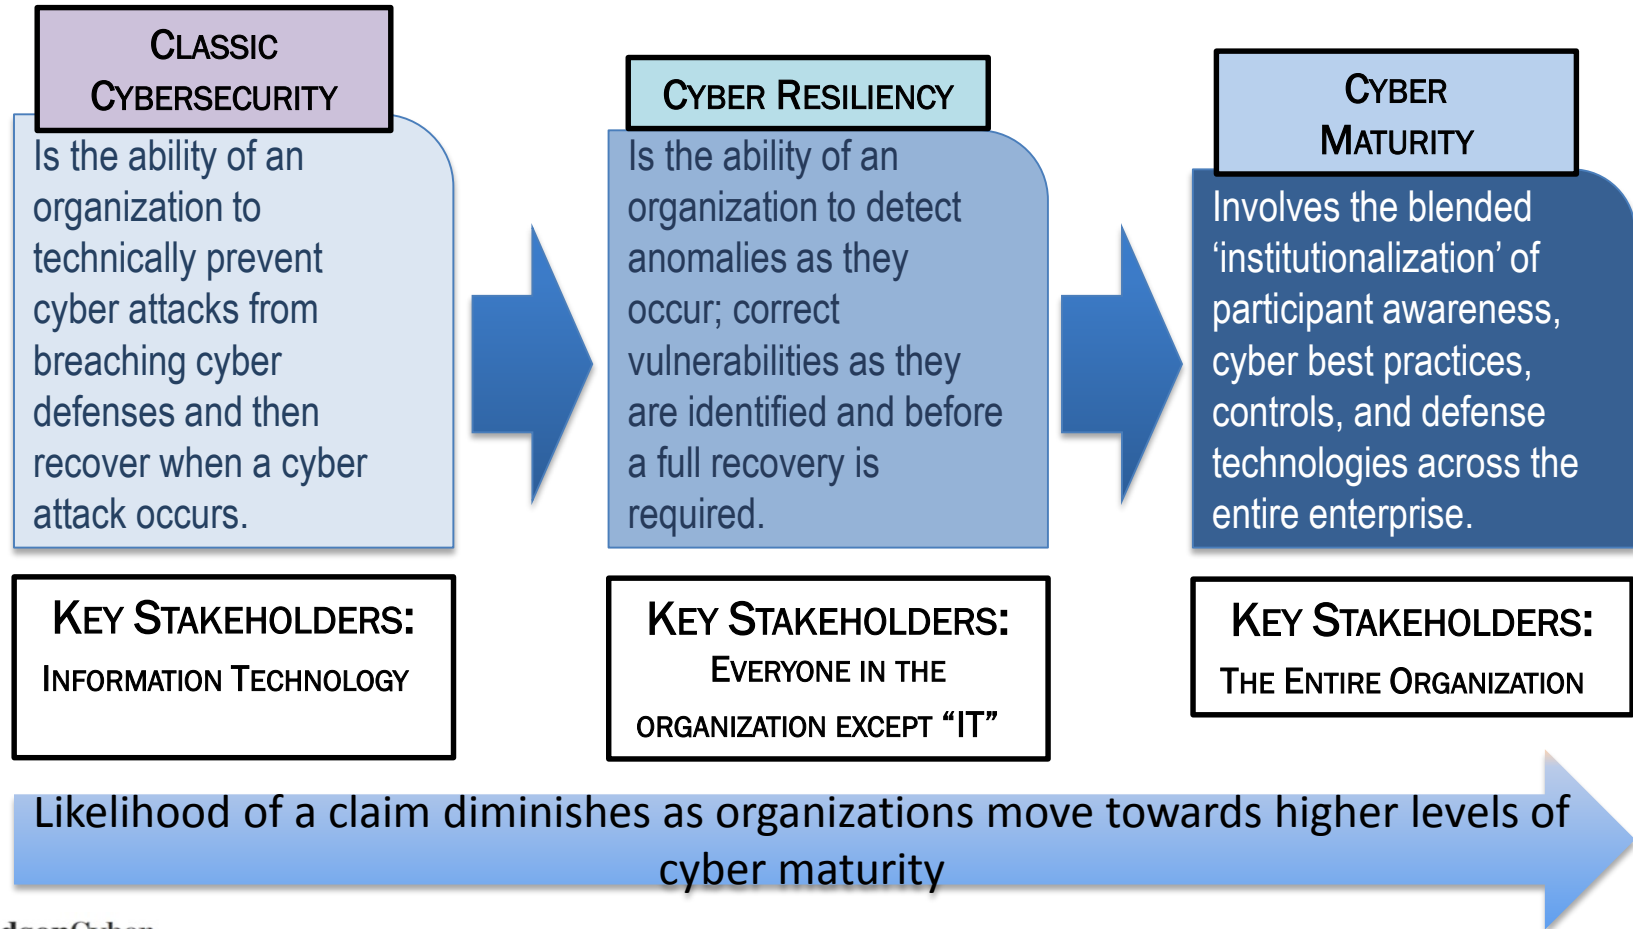 CLASSIC
CYBERSECURITY
Is the ability of an
organization to
technically prevent
cyber attacks from
breaching cyber
defenses and then
recover when a cyber
attack occurs.
KEY STAKEHOLDERS:
INFORMATION TECHNOLOGY
CYBER RESILIENCY
Is the ability of an
organization to detect
anomalies as they
occur; correct
vulnerabilities as they
are identified and before
a full recovery is
required.
KEY STAKEHOLDERS:
EVERYONE IN THE
ORGANIZATION EXCEPT “IT”
CYBER
MATURITY
Involves the blended
‘institutionalization’ of
participant awareness,
cyber best practices,
controls, and defense
technologies across the
entire enterprise.
KEY STAKEHOLDERS:
THE ENTIRE ORGANIZATION
Likelihood of a claim diminishes as organizations move towards higher levels of
cyber maturity